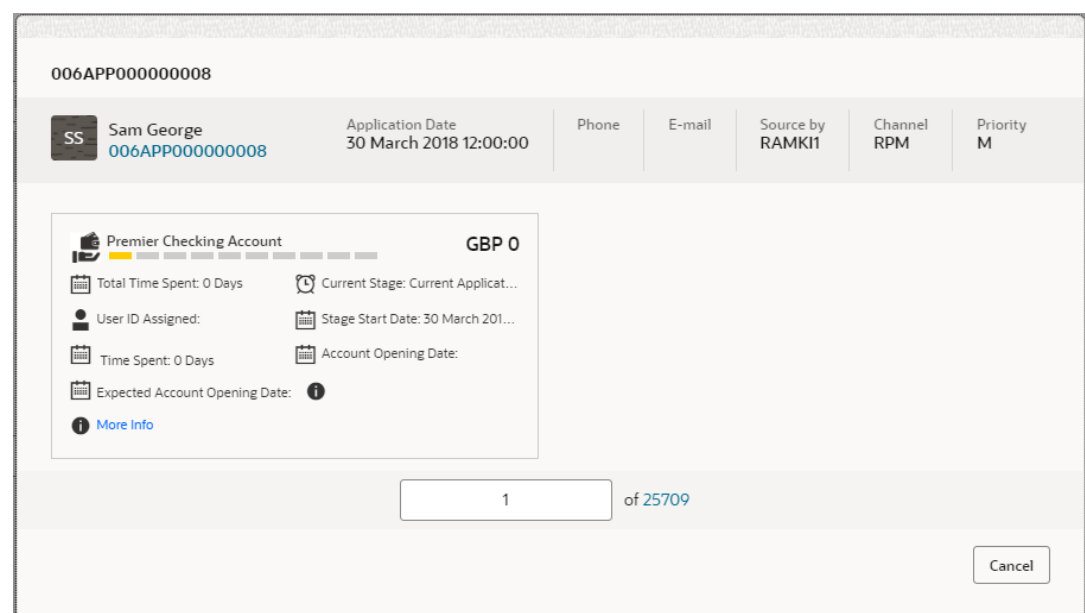 006APP000000008
SS
Sam George
006APP000000008
Application Date
30 March 2018 12:00:00
Phone
E-mail
Source by
RAMKI1
Channel
RPM
Priority
M
Premier Checking Account
GBP 0
Total Time Spent: 0 Days
Current Stage: Current Applicat...
User ID Assigned:
Stage Start Date: 30 March 201...
Time Spent: 0 Days
Account Opening Date:
Expected Account Opening Date:
More Info
1
of 25709
Cancel